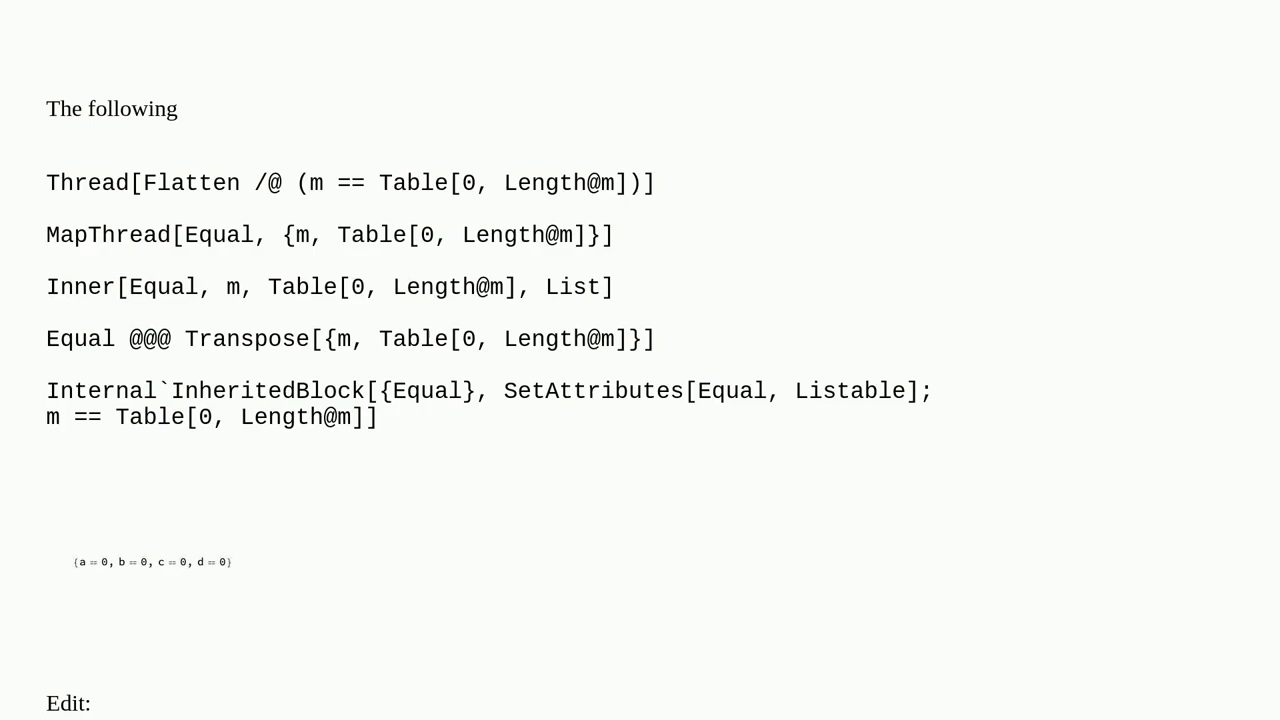 The following
Thread[Flatten /@ (m == Table[0, Length@m])]
MapThread[Equal, {m, Table[0, Length@m]}]
Inner[Equal, m, Table[0, Length@m], List]
Equal @@@ Transpose[{m, Table[0, Length@m]}]
Internal`InheritedBlock[{Equal}, SetAttributes[Equal, Listable];
m == Table[0, Length@m]]
{a == 0, b == 0, c == 0, d == 0}
Edit: